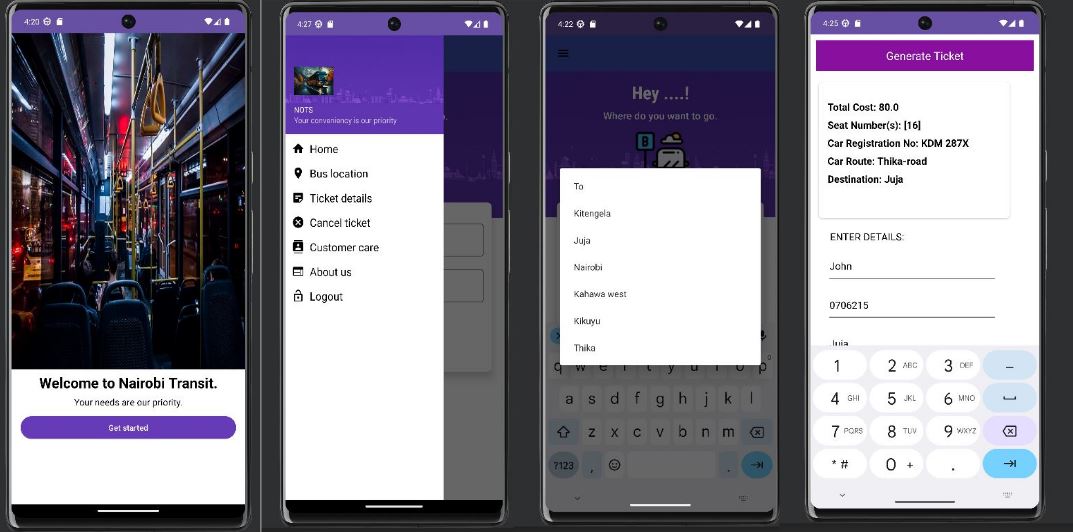 4:20
Welcome to Nairobi Transit.
Your needs are our priority.
Get started
4:27
NOTS
Your conveniency is our priority
Home
Bus location
Ticket details
Cancel ticket
Customer care
About us
Logout
4:22
Hey ....!
Where do you want to go.
B
To
Kitengela
Juja
Nairobi
Kahawa west
Kikuyu
Thika
q w e r t y u i o p
0
a s d f g h j k l
z x c v b n m
?123 , .
4:25
Generate Ticket
Total Cost: 80.0
Seat Number(s): [16]
Car Registration No: KDM 287X
Car Route: Thika-road
Destination: Juja
ENTER DETAILS:
John
0706215
Juja
1 2 ABC 3 DEF –
4 GHI 5 JKL 6 MNO
7 PQRS 8 TUV 9 WXYZ
* # 0 + .